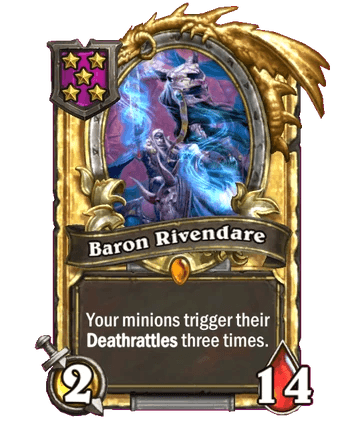 Baron Rivendare
Your minions trigger their
Deathrattles three times.
2
14